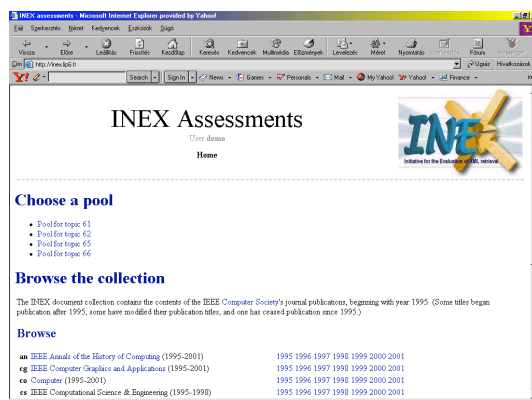 INEX assessments - Microsoft Internet Explorer provided by Yahoo!
Fájl Szerkesztés Nézet Kedvencek Eszközök Súgó
Vissza Előre Leállítás Frissítés Kezdőlap Keresés Kedvencek Multimédia Előzmények Levelezés Méret Nyomtatás Szerkesztés Fórum Messenger
Cím http://inex.lip6.fr Ugrás Hivatkozások
Y! Search Sign In News Games Personals Mail My Yahoo! Yellow Pages Finance
INEX Assessments
User demo
Home
INEX
Initiative for the Evaluation of XML retrieval
Choose a pool
• Pool for topic 61
• Pool for topic 62
• Pool for topic 65
• Pool for topic 66
Browse the collection
The INEX document collection contains the contents of the IEEE Computer Society's journal publications, beginning with year 1995. (Some titles began
publication after 1995, some have modified their publication titles, and one has ceased publication since 1995.)
Browse
an IEEE Annals of the History of Computing (1995-2001) 1995 1996 1997 1998 1999 2000 2001
cg IEEE Computer Graphics and Applications (1995-2001) 1995 1996 1997 1998 1999 2000 2001
co Computer (1995-2001) 1995 1996 1997 1998 1999 2000 2001
cs IEEE Computational Science & Engineering (1995-1998) 1995 1996 1997 1998 1999 2000 2001